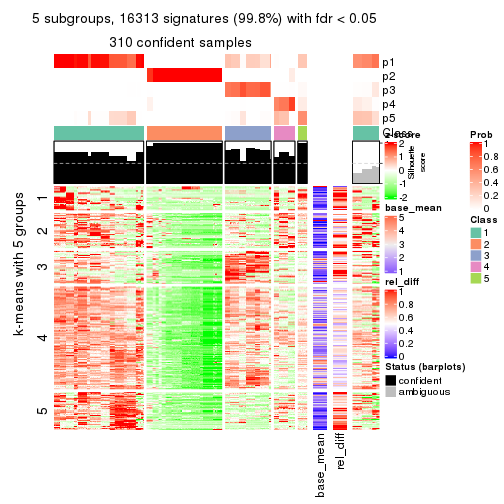 5 subgroups, 16313 signatures (99.8%) with fdr < 0.05
310 confident samples
p1
p2
p3
p4
p5
Class
Silhouette
score
1
2
3
4
5
k-means with 5 groups
base_mean
rel_diff
z-score
2
1
0
-1
-2
base_mean
5
4
3
2
1
rel_diff
1
0.8
0.6
0.4
0.2
0
Status (barplots)
confident
ambiguous
Prob
1
0.8
0.6
0.4
0.2
0
Class
1
2
3
4
5